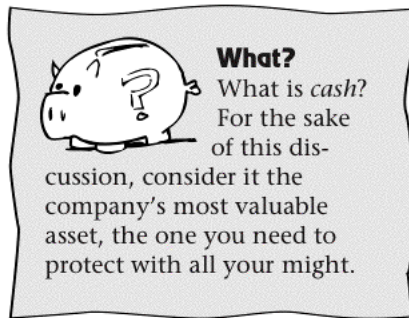 What?
What is cash?
For the sake
of this dis-
cussion, consider it the
company's most valuable
asset, the one you need to
protect with all your might.